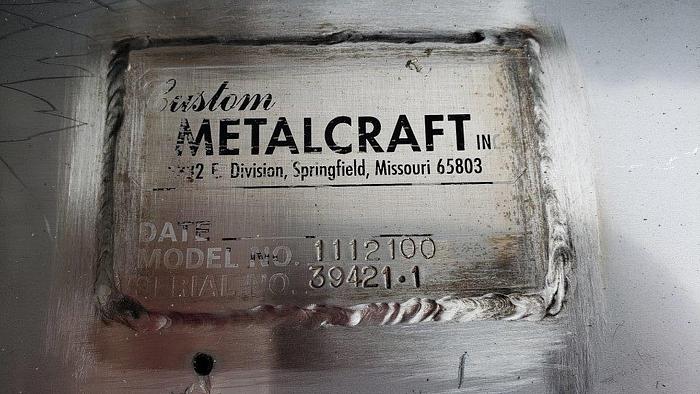 Custom
METALCRAFT INC
E Division, Springfield, Missouri 65803
DATE
MODEL NO. 1112100
SERIAL NO. 39421.1